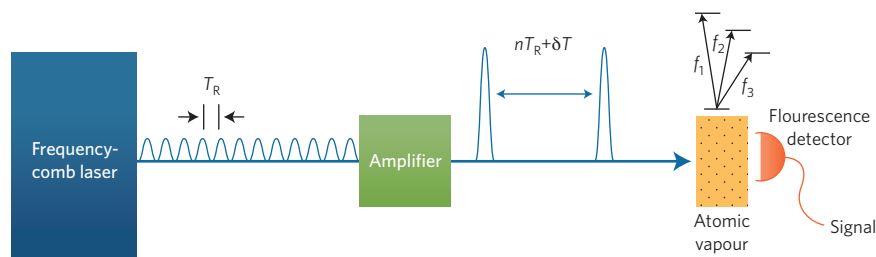 Frequency-
comb laser
T_R
Amplifier
nT_R+δT
f_1
f_2
f_3
Flourescence
detector
Atomic
vapour
Signal